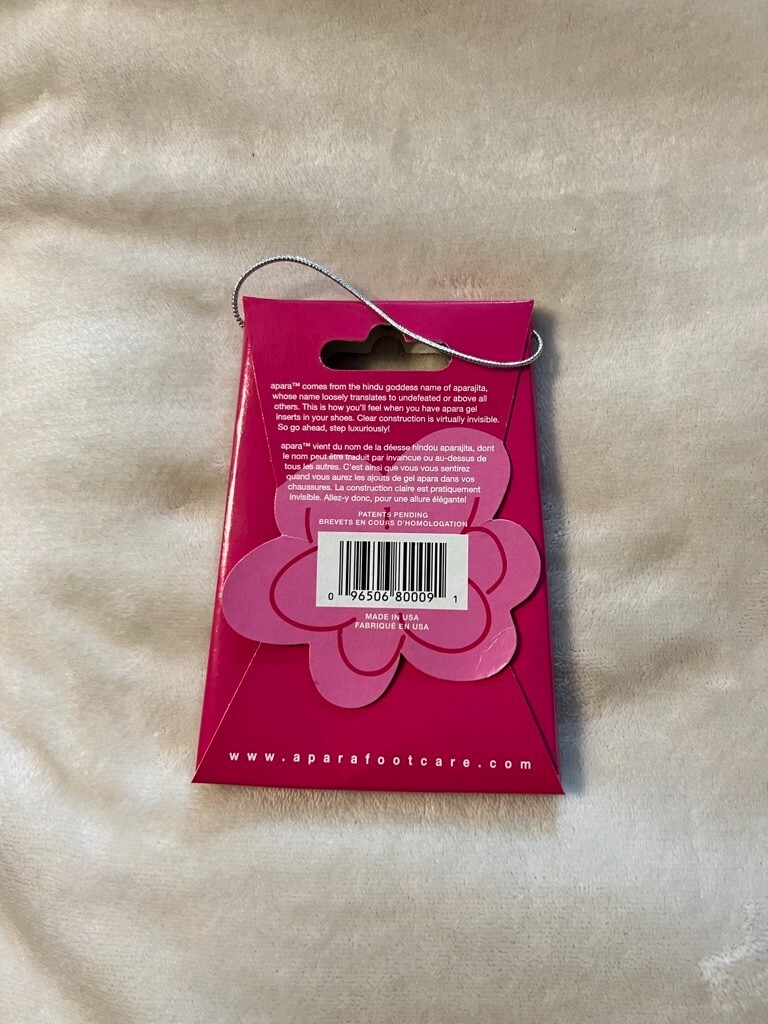 apara™ comes from the hindu goddess name of aparajita,
whose name loosely translates to undefeated or above all
others. This is how you'll feel when you have apara gel
inserts in your shoes. Clear construction is virtually invisible.
So go ahead, step luxuriously!
apara™ vient du nom de la déesse hindou aparajita, dont
le nom peut être traduit par invaincue ou au-dessus de
tous les autres. C'est ainsi que vous vous sentirez
quand vous aurez les ajouts de gel apara dans vos
chaussures. La construction claire est pratiquement
invisible. Allez-y donc, pour une allure élégante!
PATENTS PENDING
BREVETS EN COURS D'HOMOLOGATION
0 96506 80009 1
MADE IN USA
FABRIQUÉ EN USA
www.aparafootcare.com